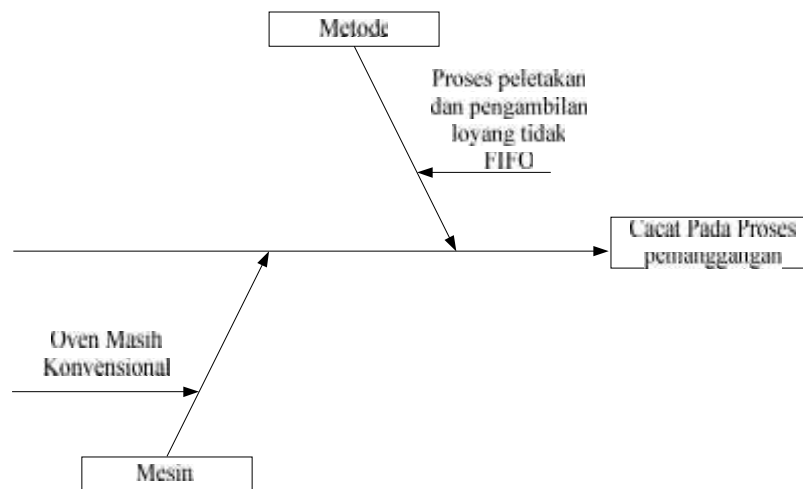 Metode
Proses peletakan
dan pengambilan
loyang tidak
FIFO
Cacat Pada Proses
pemanggangan
Oven Masih
Konvensional
Mesin